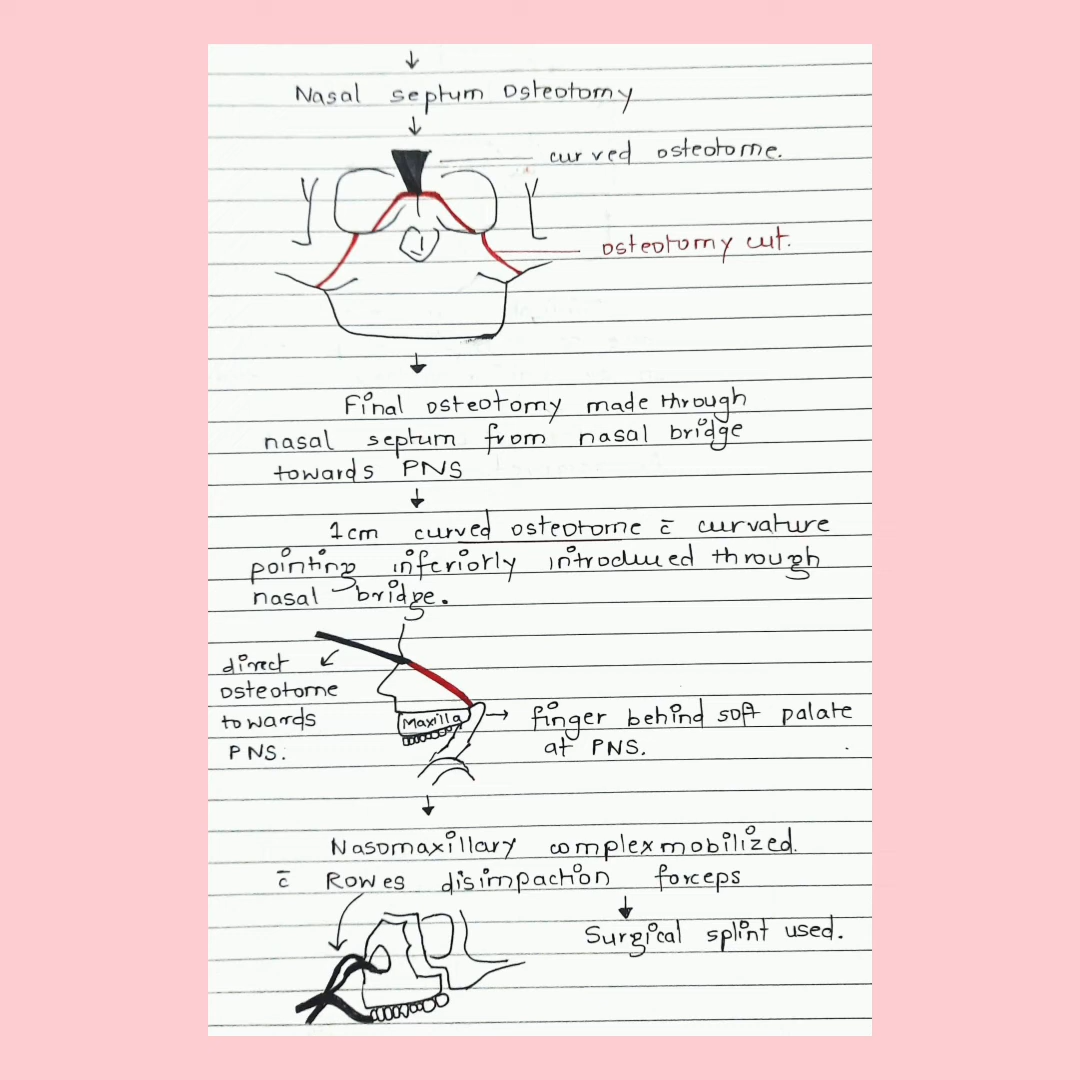 Nasal septum Osteotomy
curved osteotome.
osteotomy cut.
Final osteotomy made through
nasal septum from nasal bridge
towards PNS
1cm curved osteotome c̄ curvature
pointing inferiorly introduced through
nasal bridge.
direct
osteotome
towards
PNS.
Maxilla
finger behind soft palate
at PNS.
Nasomaxillary complex mobilized.
c̄ Rowes disimpaction forceps
Surgical splint used.